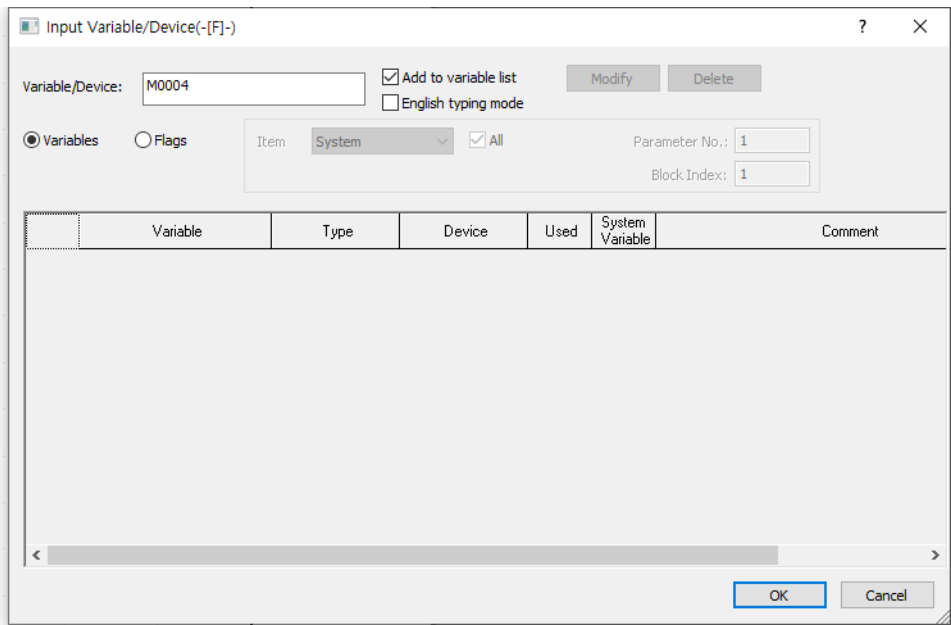 Input Variable/Device(-[F]-)
Variable/Device: M0004
Add to variable list
Modify
Delete
English typing mode
Variables
Flags
Item
System
All
Parameter No.: 1
Block Index: 1
Variable
Type
Device
Used
System
Variable
Comment
OK
Cancel